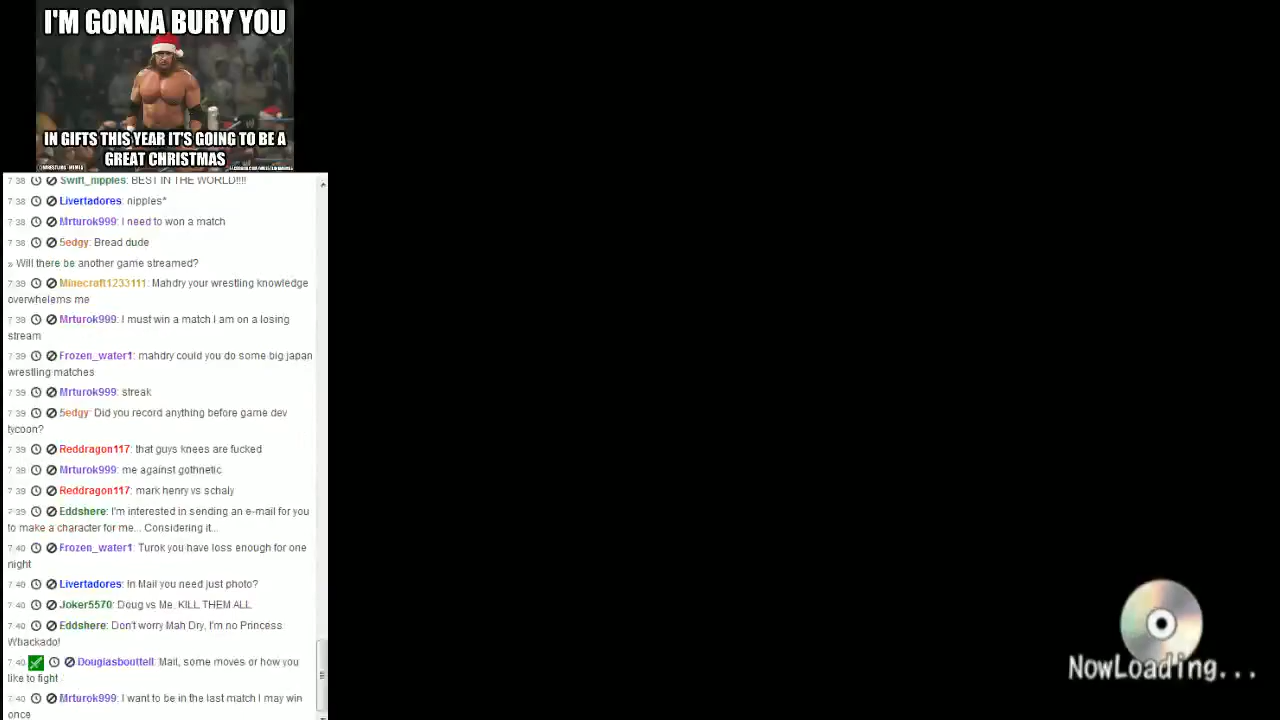 I'M GONNA BURY YOU
IN GIFTS THIS YEAR IT'S GOING TO BE A
GREAT CHRISTMAS
7:38 Swift_nipples: BEST IN THE WORLD!!!!
7:38 Livertadores: nipples*
7:38 Mrturok999: I need to won a match
7:38 5edgy: Bread dude
» Will there be another game streamed?
7:39 Minecraft1233111: Mahdry your wrestling knowledge
overwhelems me
7:38 Mrturok999: I must win a match I am on a losing
stream
7:39 Frozen_water1: mahdry could you do some big japan
wrestling matches
7:39 Mrturok999: streak
7:39 5edgy: Did you record anything before game dev
tycoon?
7:39 Reddragon117: that guys knees are fucked
7:39 Mrturok999: me against gothnetic
7:39 Reddragon117: mark henry vs schaly
7:39 Eddshere: I'm interested in sending an e-mail for you
to make a character for me... Considering it...
7:40 Frozen_water1: Turok you have loss enough for one
night
7:40 Livertadores: In Mail you need just photo?
7:40 Joker5570: Doug vs Me. KILL THEM ALL
7:40 Eddshere: Don't worry Mah Dry, I'm no Princess
Whackado!
7:40 Douglasbouttell: Mail, some moves or how you
like to fight
7:40 Mrturok999: I want to be in the last match I may win
once
NowLoading...